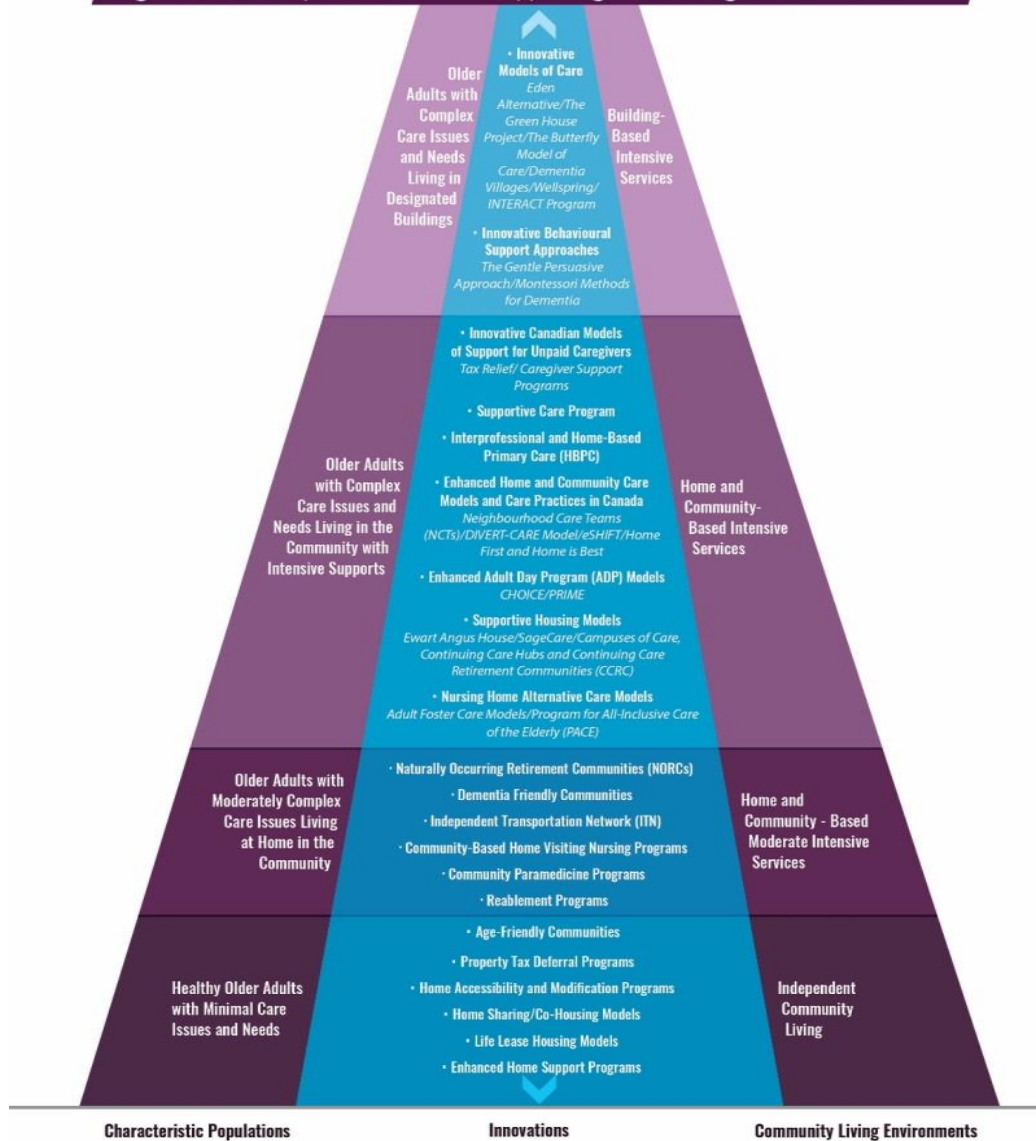 • Innovative
Models of Care
Eden
Alternative/The
Green House
Project/The Butterfly
Model of
Care/Dementia
Villages/Wellspring/
INTERACT Program
• Innovative Behavioural
Support Approaches
The Gentle Persuasive
Approach/Montessori Methods
for Dementia
Older
Adults with
Complex
Care Issues
and Needs
Living in
Designated
Buildings
Building-
Based
Intensive
Services
• Innovative Canadian Models
of Support for Unpaid Caregivers
Tax Relief/ Caregiver Support
Programs
• Supportive Care Program
• Interprofessional and Home-Based
Primary Care (HBPC)
• Enhanced Home and Community Care
Models and Care Practices in Canada
Neighbourhood Care Teams
(NCTs)/DIVERT-CARE Model/eSHIFT/Home
First and Home is Best
• Enhanced Adult Day Program (ADP) Models
CHOICE/PRIME
• Supportive Housing Models
Ewart Angus House/SageCare/Campuses of Care,
Continuing Care Hubs and Continuing Care
Retirement Communities (CCRC)
• Nursing Home Alternative Care Models
Adult Foster Care Models/Program for All-Inclusive Care
of the Elderly (PACE)
Older Adults
with Complex
Care Issues and
Needs Living in the
Community with
Intensive Supports
Home and
Community-
Based Intensive
Services
· Naturally Occurring Retirement Communities (NORCs)
· Dementia Friendly Communities
· Independent Transportation Network (ITN)
· Community-Based Home Visiting Nursing Programs
· Community Paramedicine Programs
· Reablement Programs
Older Adults with
Moderately Complex
Care Issues Living
at Home in the
Community
Home and
Community - Based
Moderate Intensive
Services
• Age-Friendly Communities
• Property Tax Deferral Programs
• Home Accessibility and Modification Programs
• Home Sharing/Co-Housing Models
• Life Lease Housing Models
• Enhanced Home Support Programs
Healthy Older Adults
with Minimal Care
Issues and Needs
Independent
Community
Living
Characteristic Populations
Innovations
Community Living Environments